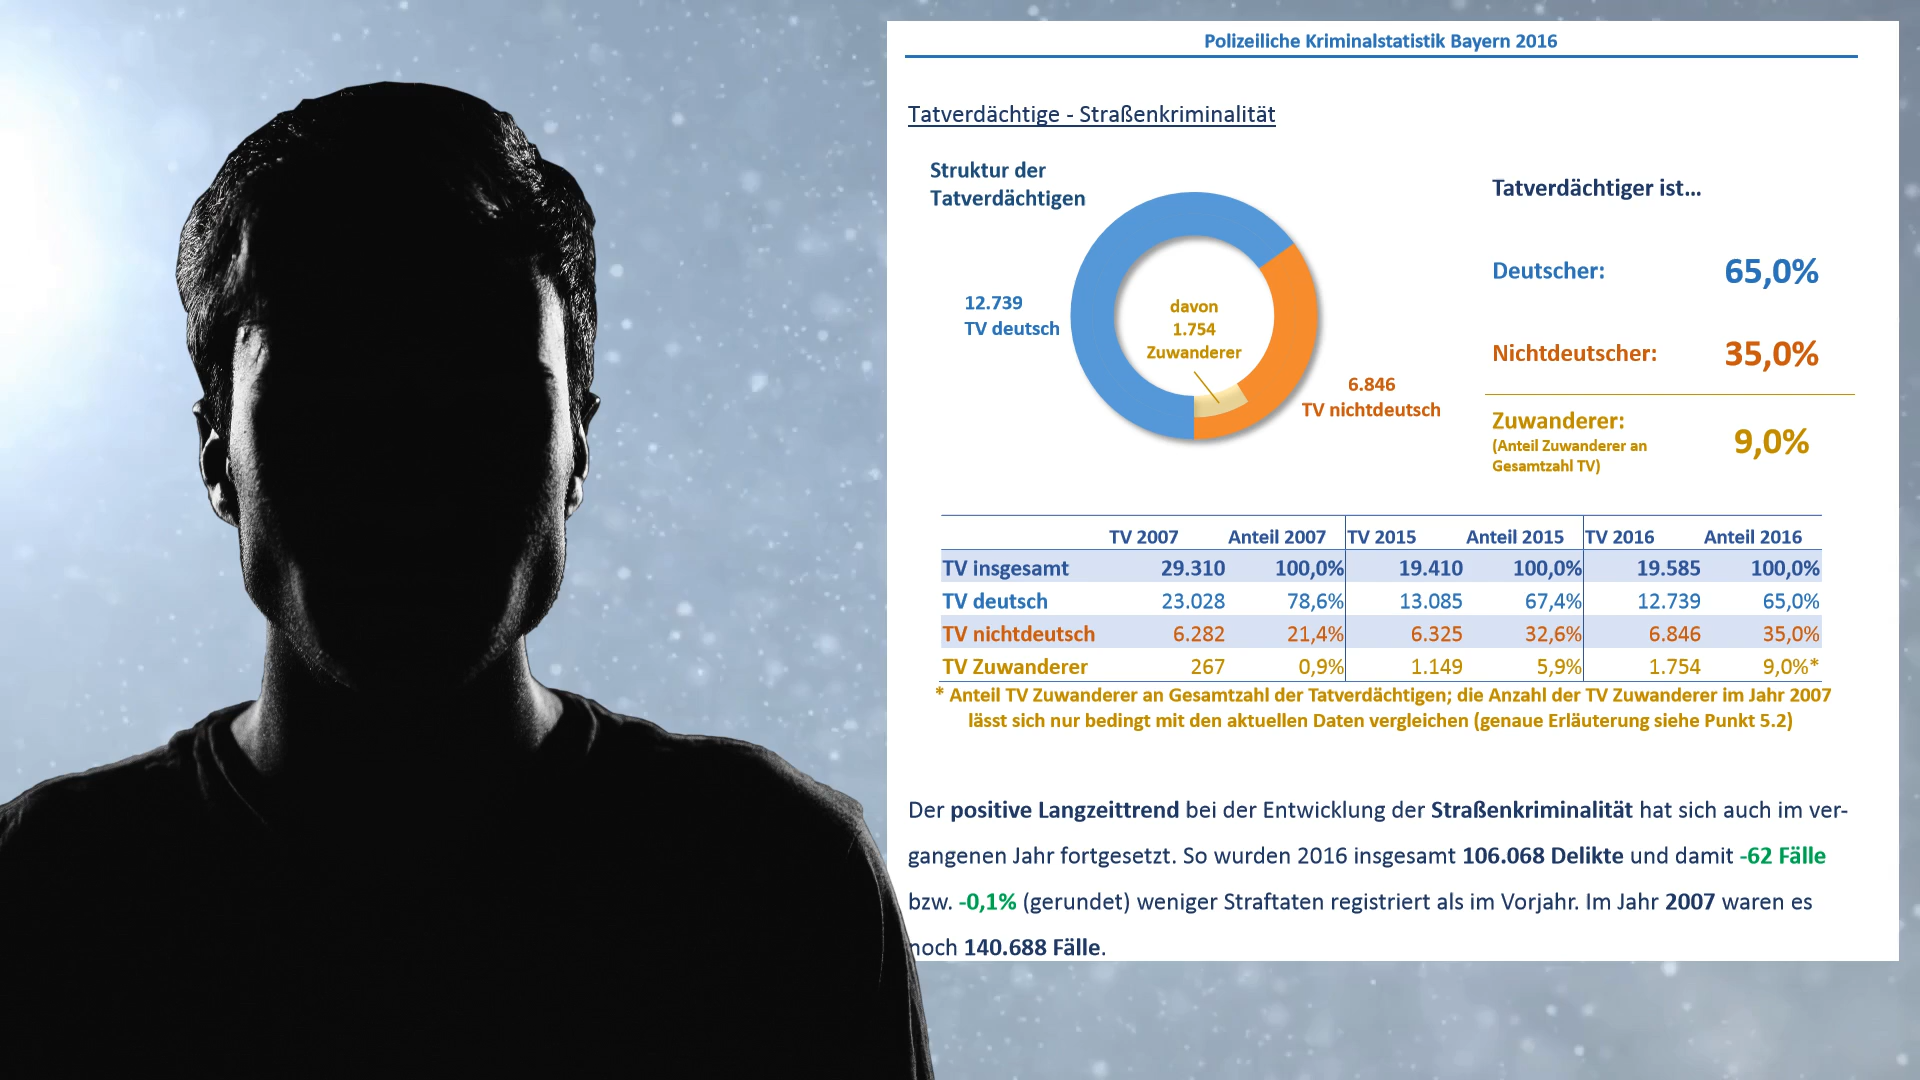 Polizeiliche Kriminalstatistik Bayern 2016
Tatverdächtige - Straßenkriminalität
Struktur der
Tatverdächtigen
12.739
TV deutsch
davon
1.754
Zuwanderer
6.846
TV nichtdeutsch
Tatverdächtiger ist...
Deutscher: 65,0%
Nichtdeutscher: 35,0%
Zuwanderer:
(Anteil Zuwanderer an
Gesamtzahl TV)
9,0%
TV 2007 Anteil 2007 TV 2015 Anteil 2015 TV 2016 Anteil 2016
TV insgesamt 29.310 100,0% 19.410 100,0% 19.585 100,0%
TV deutsch 23.028 78,6% 13.085 67,4% 12.739 65,0%
TV nichtdeutsch 6.282 21,4% 6.325 32,6% 6.846 35,0%
TV Zuwanderer 267 0,9% 1.149 5,9% 1.754 9,0%*
* Anteil TV Zuwanderer an Gesamtzahl der Tatverdächtigen; die Anzahl der TV Zuwanderer im Jahr 2007
lässt sich nur bedingt mit den aktuellen Daten vergleichen (genaue Erläuterung siehe Punkt 5.2)
Der positive Langzeittrend bei der Entwicklung der Straßenkriminalität hat sich auch im ver-
gangenen Jahr fortgesetzt. So wurden 2016 insgesamt 106.068 Delikte und damit -62 Fälle
bzw. -0,1% (gerundet) weniger Straftaten registriert als im Vorjahr. Im Jahr 2007 waren es
noch 140.688 Fälle.